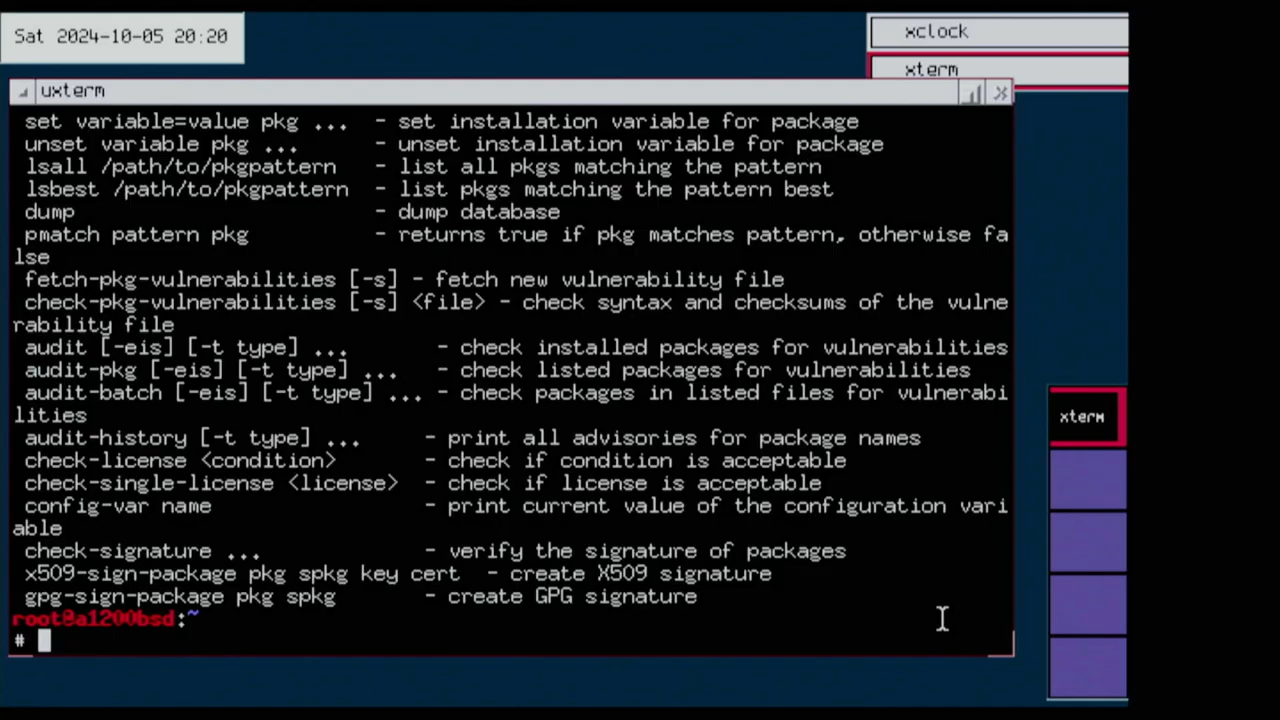 Sat 2024-10-05 20:20
xclock
xterm
uxterm
set variable=value pkg ... - set installation variable for package
unset variable pkg ... - unset installation variable for package
lsall /path/to/pkgpattern - list all pkgs matching the pattern
lsbest /path/to/pkgpattern - list pkgs matching the pattern best
dump - dump database
pmatch pattern pkg - returns true if pkg matches pattern, otherwise fa
lse
fetch-pkg-vulnerabilities [-s] - fetch new vulnerability file
check-pkg-vulnerabilities [-s] <file> - check syntax and checksums of the vulne
rability file
audit [-eis] [-t type] ... - check installed packages for vulnerabilities
audit-pkg [-eis] [-t type] ... - check listed packages for vulnerabilities
audit-batch [-eis] [-t type] ... - check packages in listed files for vulnerabi
lities
audit-history [-t type] ... - print all advisories for package names
check-license <condition> - check if condition is acceptable
check-single-license <license> - check if license is acceptable
config-var name - print current value of the configuration vari
able
check-signature ... - verify the signature of packages
x509-sign-package pkg spkg key cert - create X509 signature
gpg-sign-package pkg spkg - create GPG signature
root@a1200bsd:~
#
xterm